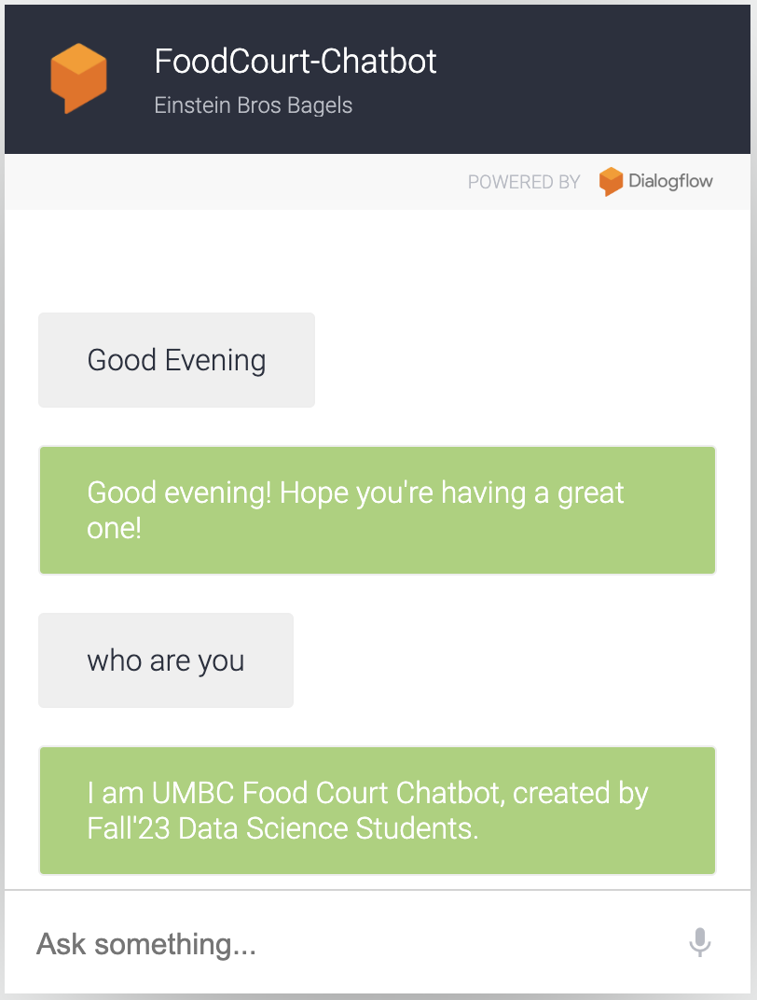 FoodCourt-Chatbot
Einstein Bros Bagels
POWERED BY Dialogflow
Good Evening
Good evening! Hope you're having a great
one!
who are you
I am UMBC Food Court Chatbot, created by
Fall'23 Data Science Students.
Ask something...